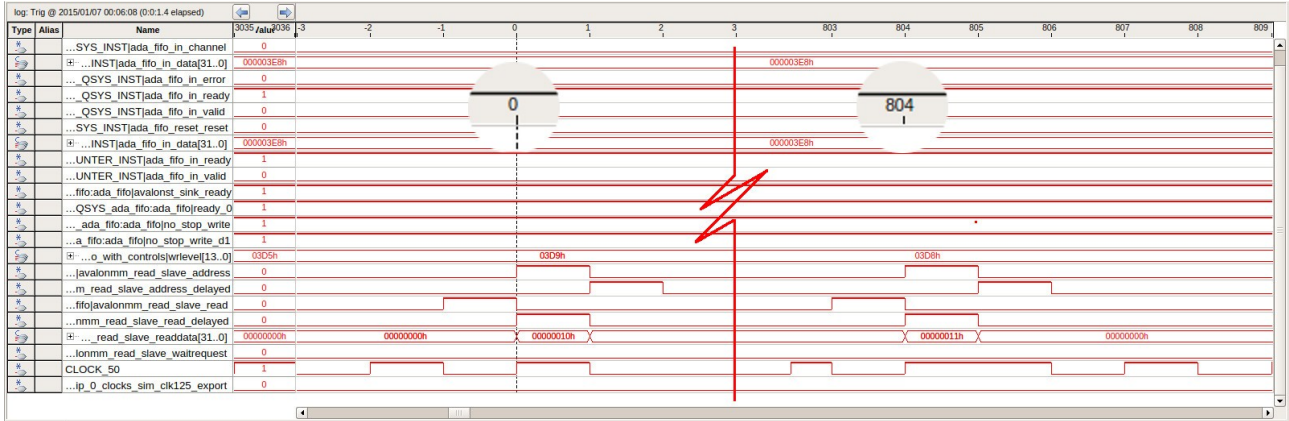 log: Trig @ 2015/01/07 00:06:08 (0:0:1.4 elapsed)
Type Alias Name 3035 3036 -3 -2 -1 0 1 2 3 803 804 805 806 807 808 809
...SYS_INST|ada_fifo_in_channel 0
...INST|ada_fifo_in_data[31..0] 000003E8h 000003E8h
..._QSYS_INST|ada_fifo_in_error 0
..._QSYS_INST|ada_fifo_in_ready 1
0 804
..._QSYS_INST|ada_fifo_in_valid 0
...SYS_INST|ada_fifo_reset_reset 0
...INST|ada_fifo_in_data[31..0] 000003E8h 000003E8h
...UNTER_INST|ada_fifo_in_ready 1
...UNTER_INST|ada_fifo_in_valid 0
...fifo:ada_fifo|avalonst_sink_ready 1
...QSYS_ada_fifo:ada_fifo|ready_0 1
..._ada_fifo:ada_fifo|no_stop_write 1
...a_fifo:ada_fifo|no_stop_write_d1 1
...o_with_controls|wrlevel[13..0] 03D5h 03D9h 03D8h
...|avalonmm_read_slave_address 0
...m_read_slave_address_delayed 0
...fifo|avalonmm_read_slave_read 0
...nmm_read_slave_read_delayed 0
..._read_slave_readdata[31..0] 00000000h 00000000h 00000010h 00000011h 00000000h
...lonmm_read_slave_waitrequest 0
CLOCK_50 1
...ip_0_clocks_sim_clk125_export 0